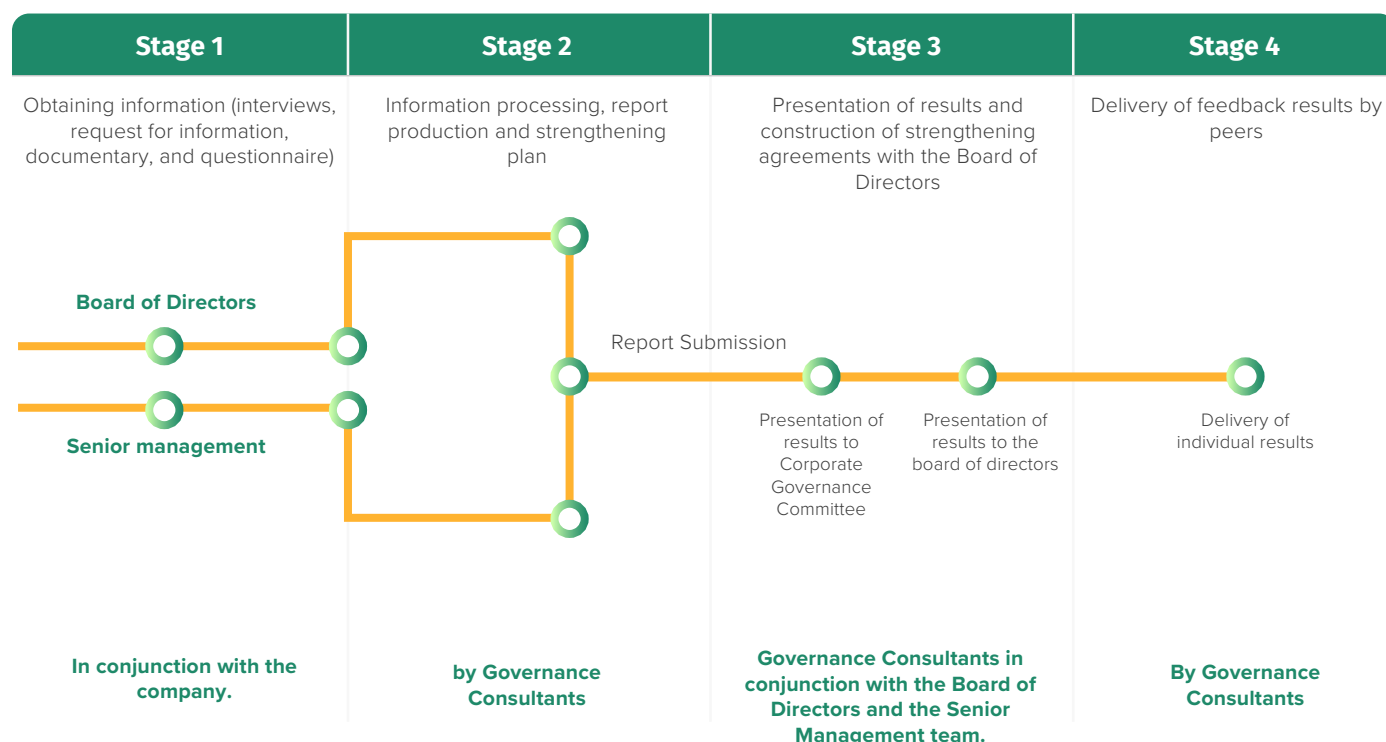 Stage 1
Stage 2
Stage 3
Stage 4
Obtaining information (interviews,
request for information,
documentary, and questionnaire)
Information processing, report
production and strengthening
plan
Presentation of results and
construction of strengthening
agreements with the Board of
Directors
Delivery of feedback results by
peers
Board of Directors
Senior management
Report Submission
Presentation of
results to
Corporate
Governance
Committee
Presentation of
results to the
board of directors
Delivery of
individual results
In conjunction with the
company.
by Governance
Consultants
Governance Consultants in
conjunction with the Board of
Directors and the Senior
Management team.
By Governance
Consultants